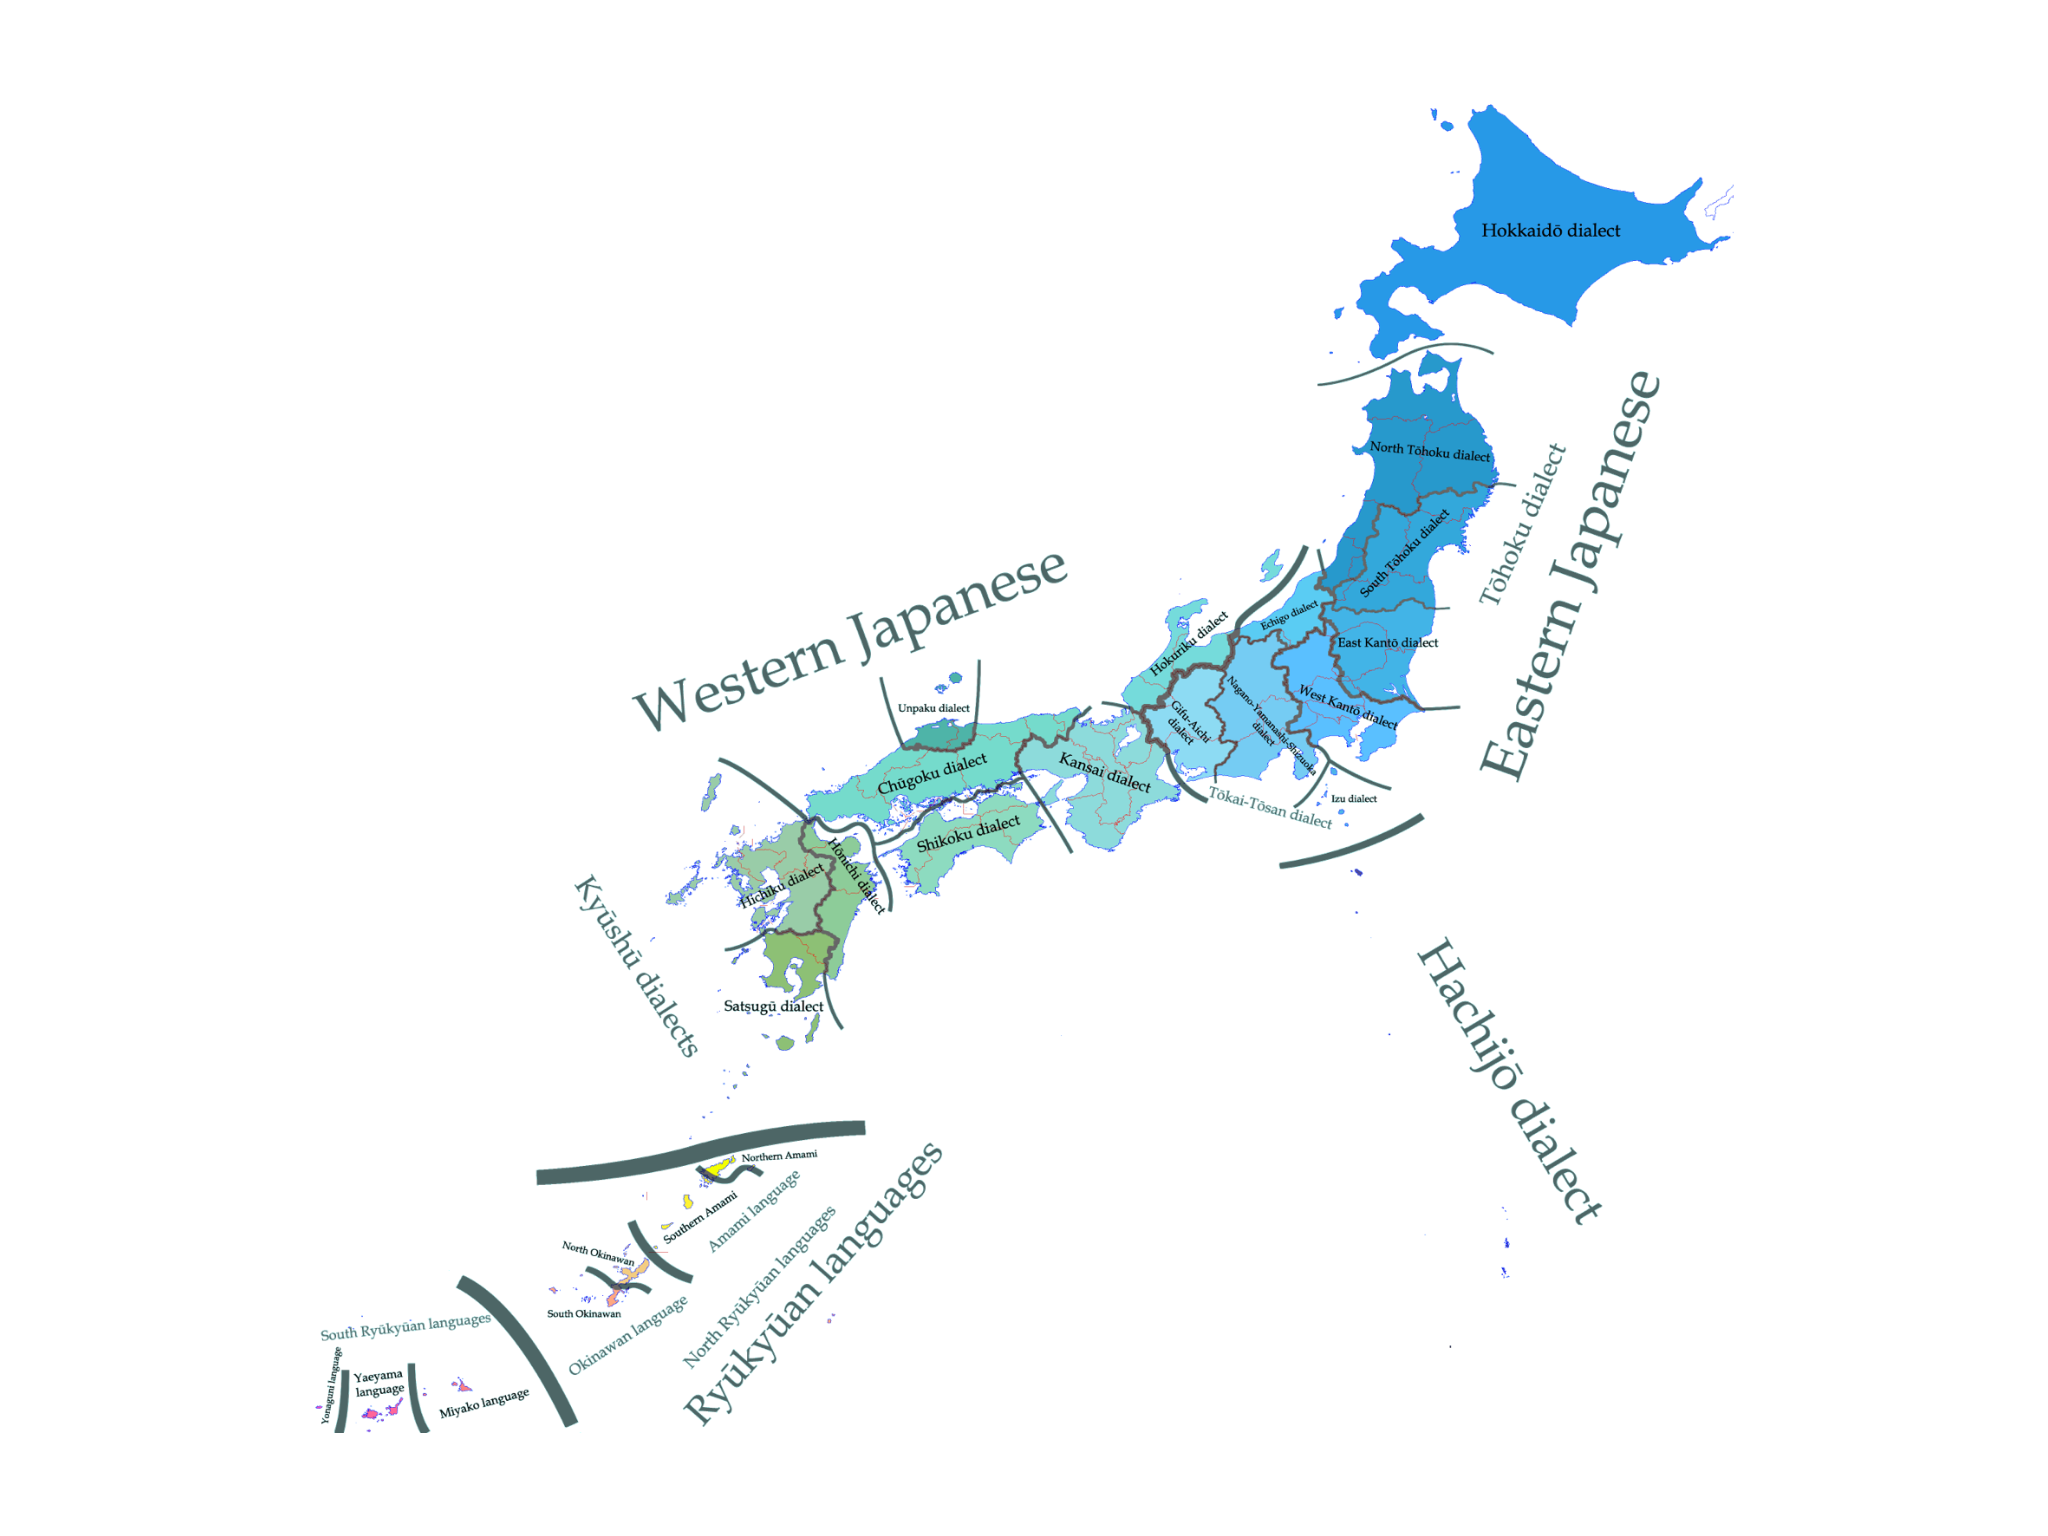 Hokkaidō dialect
North Tōhoku dialect
South Tōhoku dialect
Tōhoku dialect
Eastern Japanese
Western Japanese
Echigo dialect
Hokuriku dialect
East Kantō dialect
West Kantō dialect
Nagano-Yamanashi-Shizuoka
dialect
Gifu-Aichi
dialect
Tōkai-Tōsan dialect
Izu dialect
Unpaku dialect
Chūgoku dialect
Kansai dialect
Shikoku dialect
Hōnichi dialect
Hichiku dialect
Satsugū dialect
Kyūshū dialects
Hachijō dialect
Northern Amami
Southern Amami
Amami language
North Okinawan
South Okinawan
Okinawan language
North Ryūkyūan languages
Ryūkyūan languages
South Ryūkyūan languages
Yonaguni language
Yaeyama
language
Miyako language